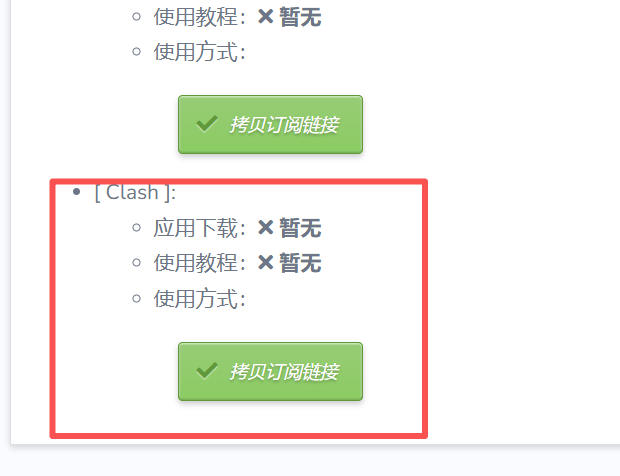 使用教程：✖ 暂无
使用方式：
拷贝订阅链接
[ Clash ]:
应用下载：✖ 暂无
使用教程：✖ 暂无
使用方式：
拷贝订阅链接